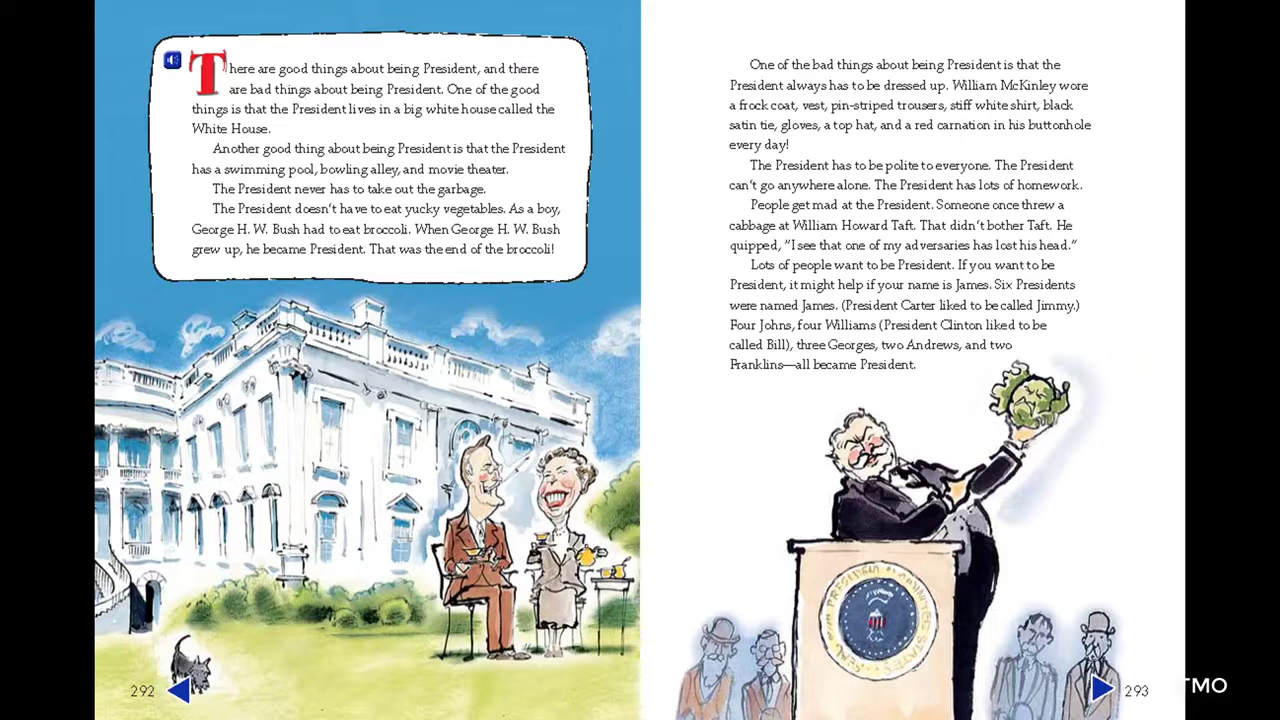 There are good things about being President, and there
are bad things about being President. One of the good
things is that the President lives in a big white house called the
White House.
Another good thing about being President is that the President
has a swimming pool, bowling alley, and movie theater.
The President never has to take out the garbage.
The President doesn't have to eat yucky vegetables. As a boy,
George H. W. Bush had to eat broccoli. When George H. W. Bush
grew up, he became President. That was the end of the broccoli!
292
One of the bad things about being President is that the
President always has to be dressed up. William McKinley wore
a frock coat, vest, pin-striped trousers, stiff white shirt, black
satin tie, gloves, a top hat, and a red carnation in his buttonhole
every day!
The President has to be polite to everyone. The President
can't go anywhere alone. The President has lots of homework.
People get mad at the President. Someone once threw a
cabbage at William Howard Taft. That didn't bother Taft. He
quipped, "I see that one of my adversaries has lost his head."
Lots of people want to be President. If you want to be
President, it might help if your name is James. Six Presidents
were named James. (President Carter liked to be called Jimmy.)
Four Johns, four Williams (President Clinton liked to be
called Bill), three Georges, two Andrews, and two
Franklins—all became President.
SEAL
PRESIDENT
STATES
293
TMO